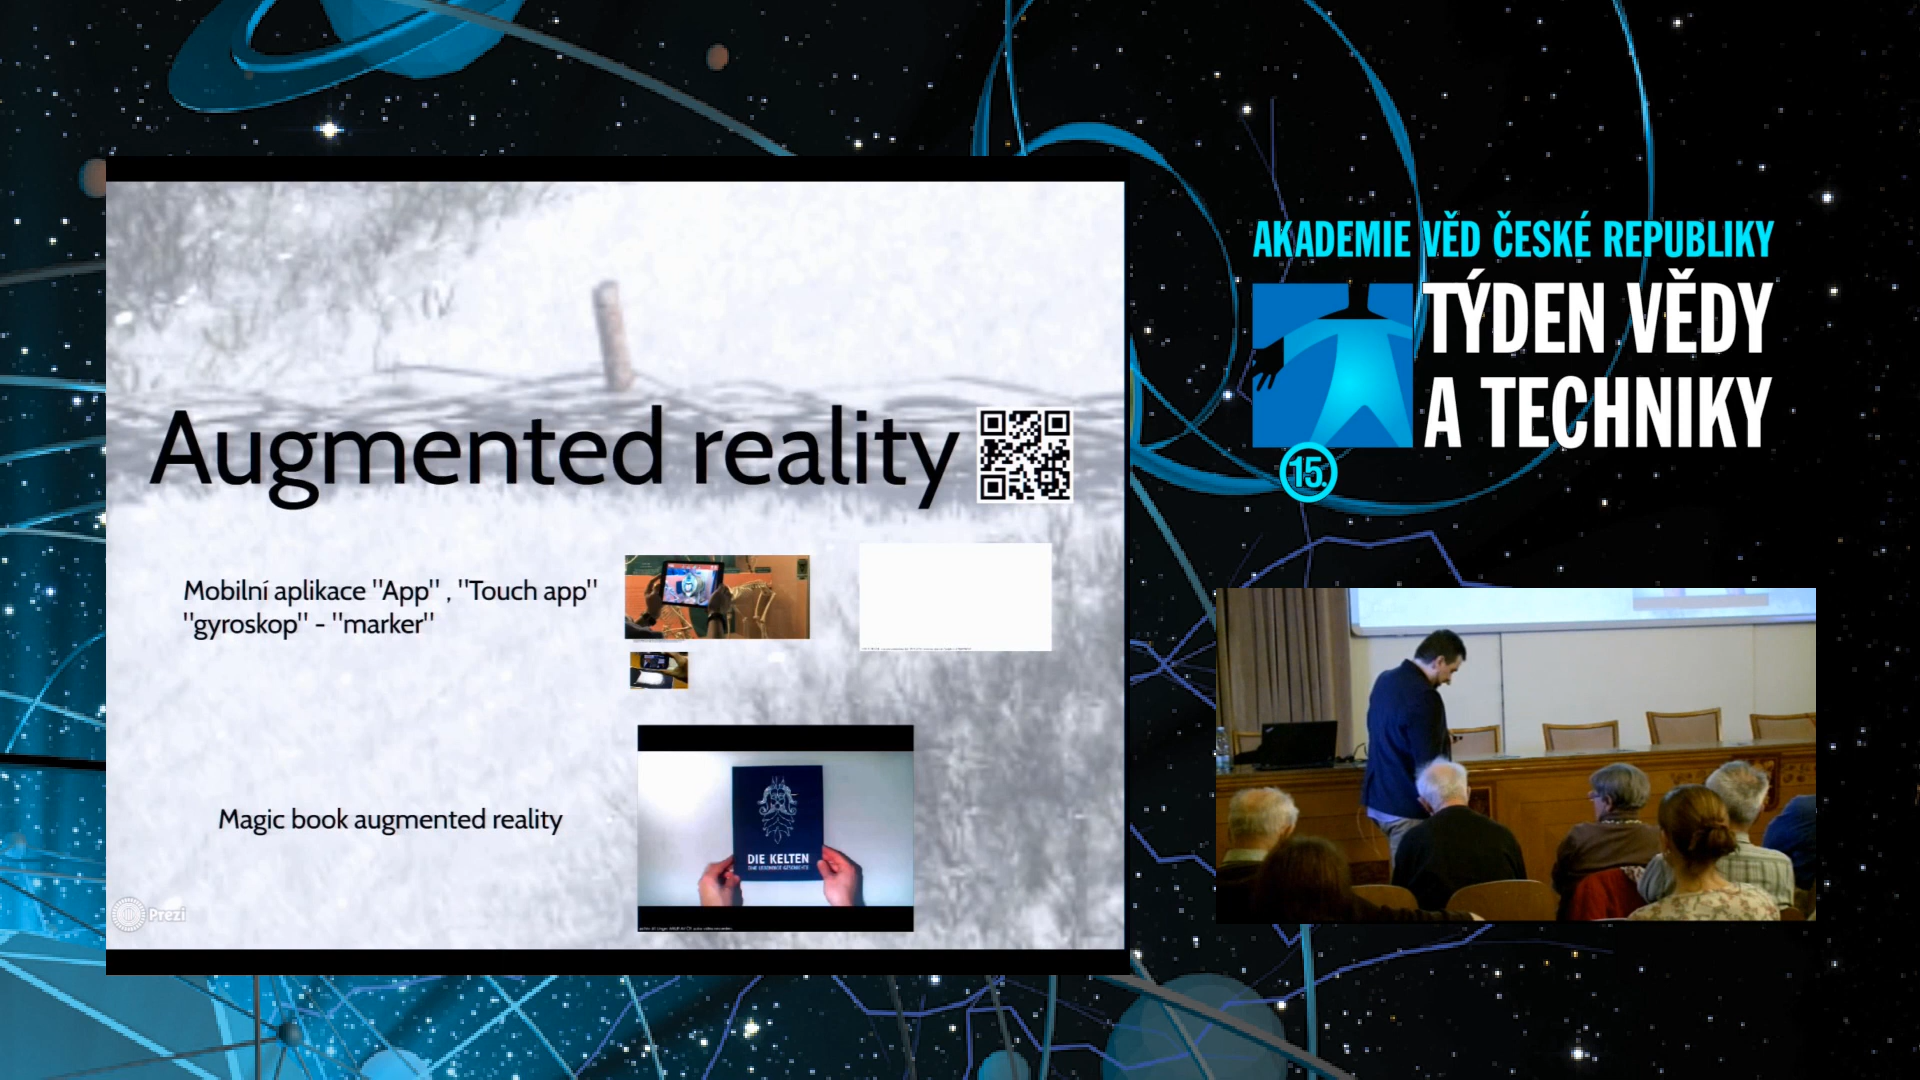 AKADEMIE VĚD ČESKÉ REPUBLIKY
TÝDEN VĚDY
A TECHNIKY
15.
Augmented reality
Mobilní aplikace "App" , "Touch app"
"gyroskop" - "marker"
Magic book augmented reality
DIE KELTEN
Prezi